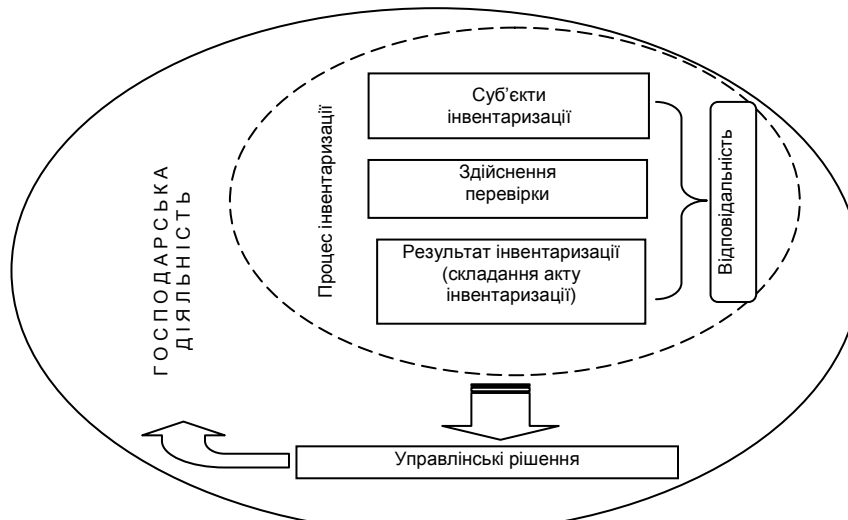 ГОСПОДАРСЬКА
ДІЯЛЬНІСТЬ
Процес інвентаризації
Суб’єкти
інвентаризації
Здійснення
перевірки
Результат інвентаризації
(складання акту
інвентаризації)
Відповідальність
Управлінські рішення